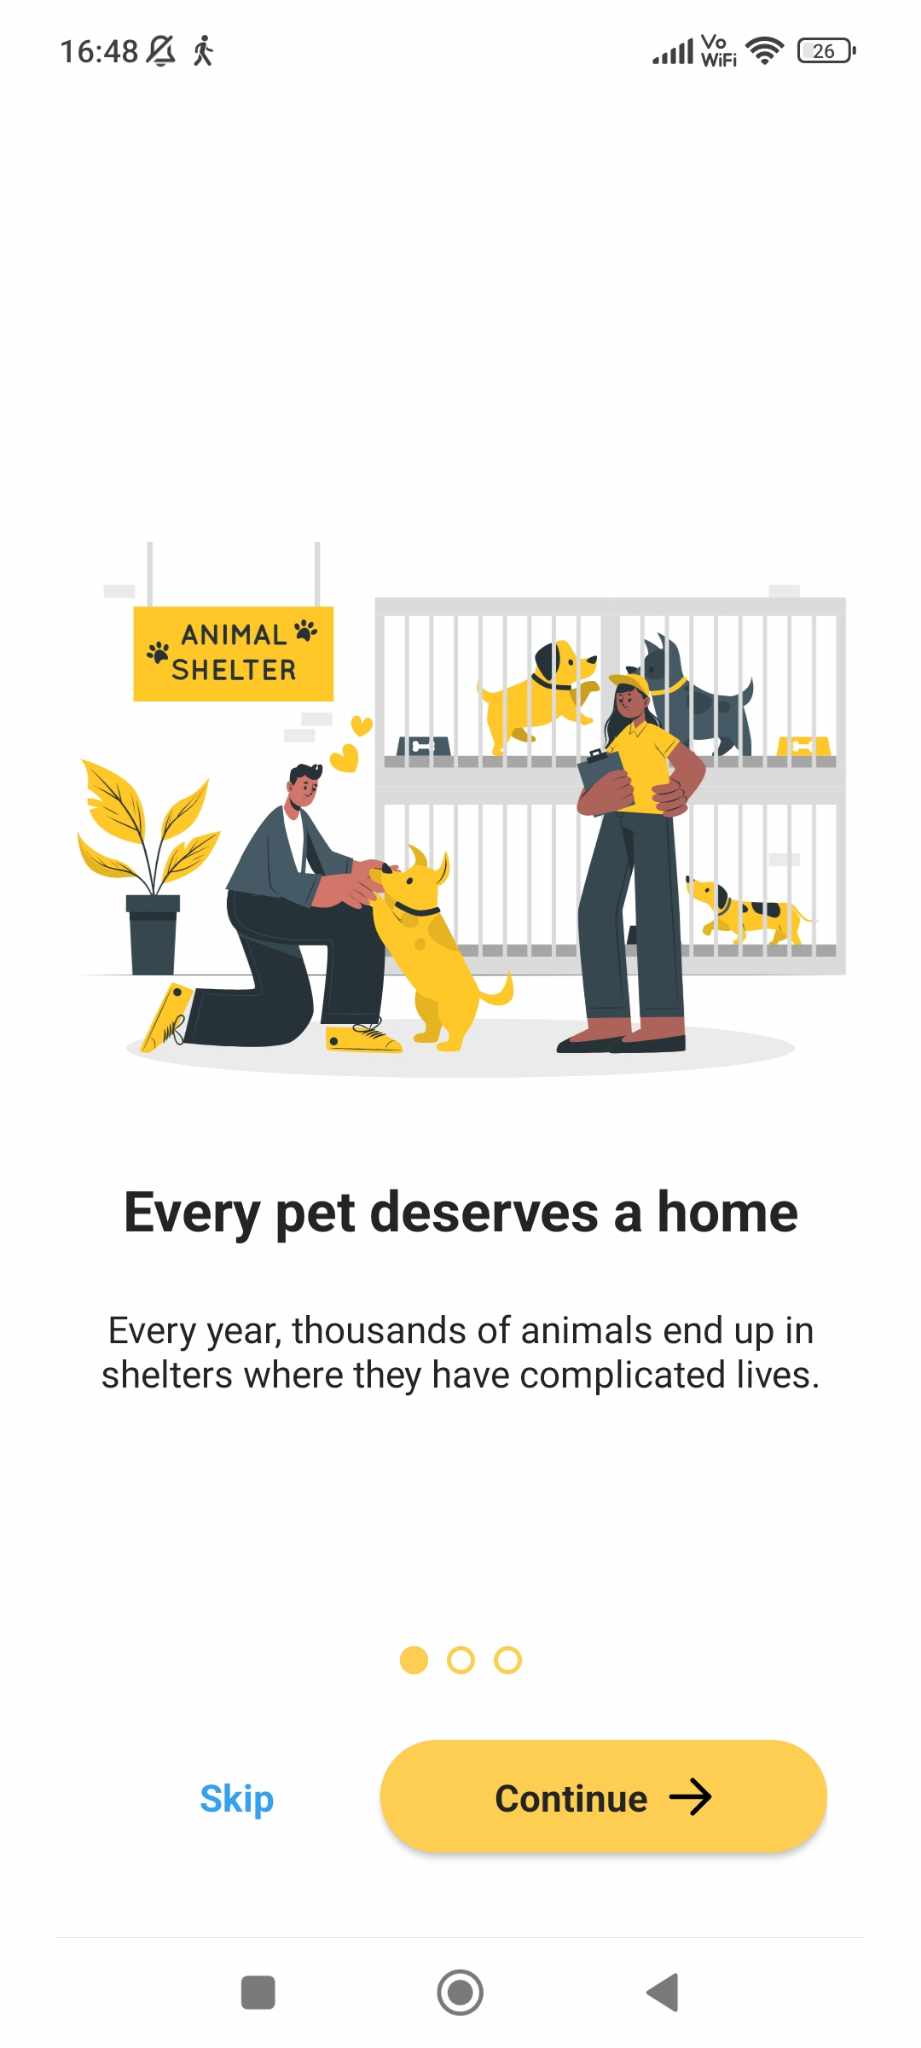 16:48
Vo
WiFi
26
ANIMAL
SHELTER
Every pet deserves a home
Every year, thousands of animals end up in
shelters where they have complicated lives.
Skip
Continue